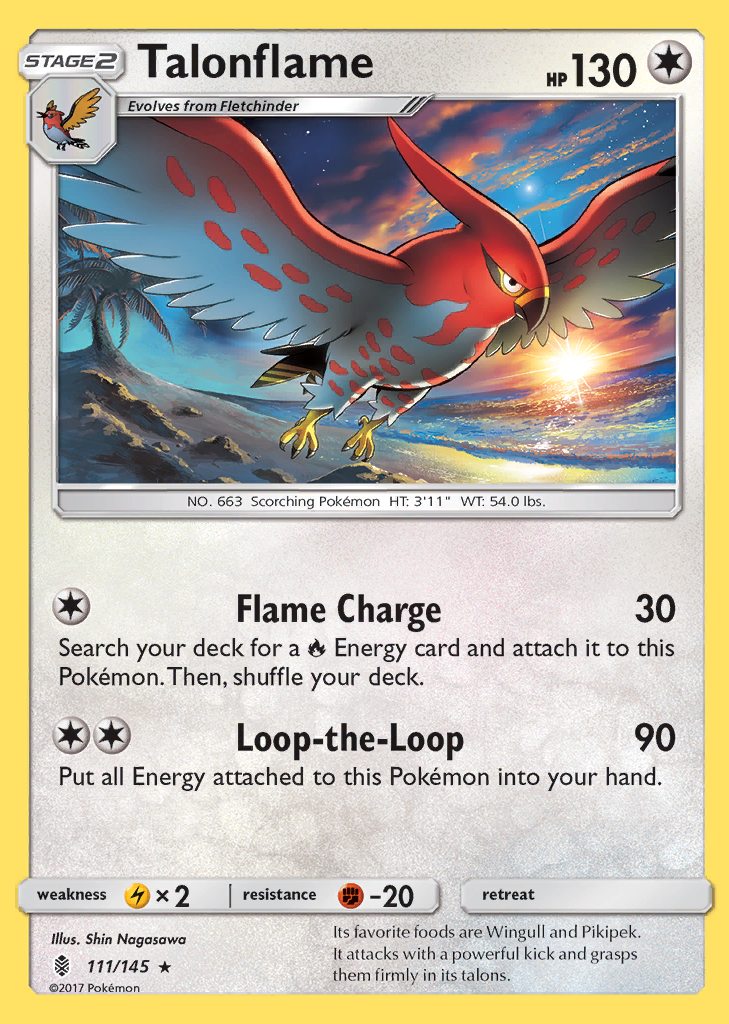 STAGE2
Talonflame
HP 130
Evolves from Fletchinder
NO. 663 Scorching Pokémon HT: 3'11" WT: 54.0 lbs.
Flame Charge 30
Search your deck for a Energy card and attach it to this
Pokémon. Then, shuffle your deck.
Loop-the-Loop 90
Put all Energy attached to this Pokémon into your hand.
weakness × 2 resistance -20 retreat
Illus. Shin Nagasawa
111/145 ★
©2017 Pokémon
Its favorite foods are Wingull and Pikipek.
It attacks with a powerful kick and grasps
them firmly in its talons.